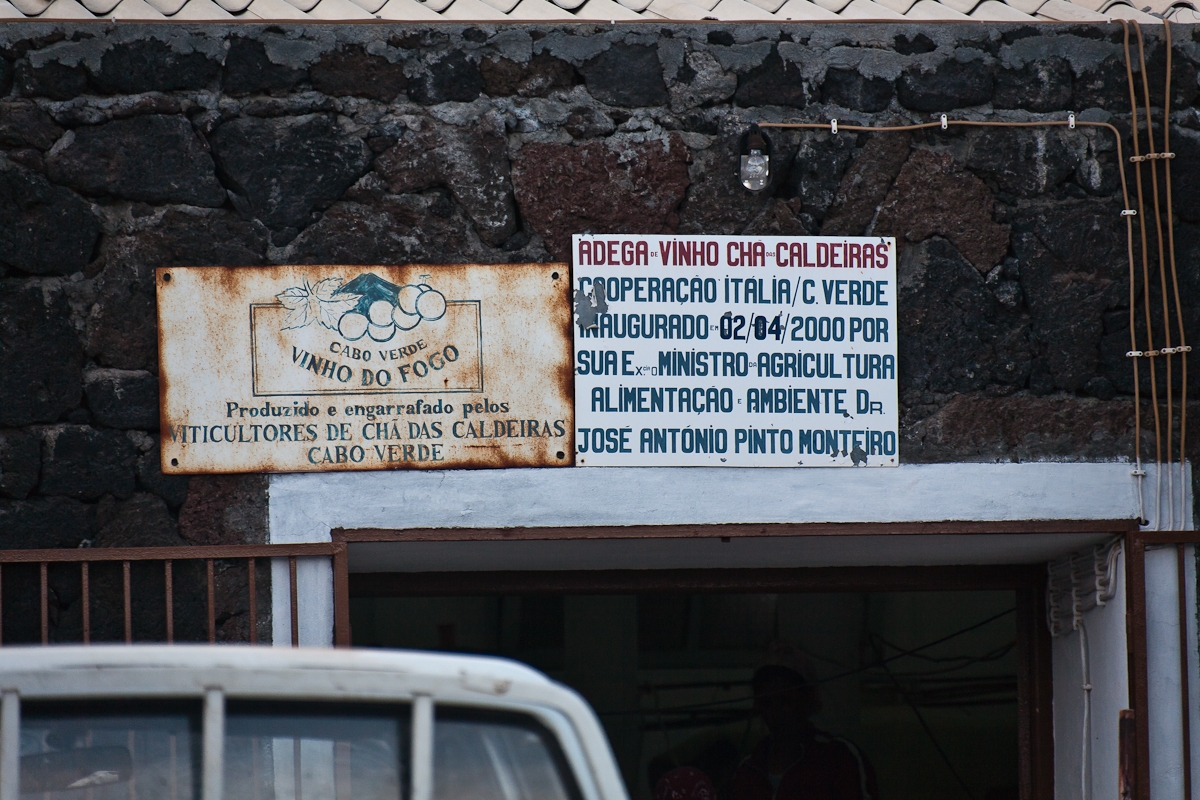 CABO VERDE
VINHO DO FOGO
Produzido e engarrafado pelos
VITICULTORES DE CHÃ DAS CALDEIRAS
CABO VERDE
ADEGA DE VINHO CHÃ DAS CALDEIRAS
COOPERAÇÃO ITÁLIA/C. VERDE
INAUGURADO EM 02/04/2000 POR
SUA EXCIA O MINISTRO DA AGRICULTURA
ALIMENTAÇÃO E AMBIENTE DR.
JOSÉ ANTÓNIO PINTO MONTEIRO